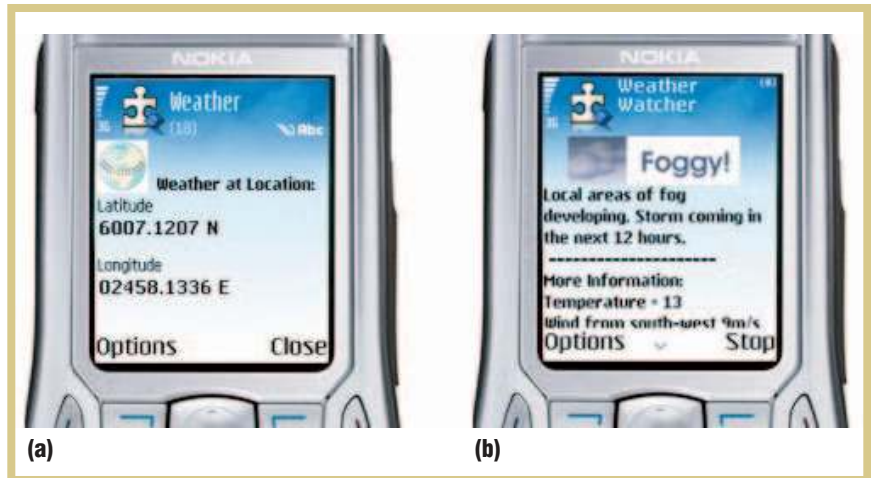 NOKIA
Weather
(18)
Abc
3G
Weather at Location:
Latitude
6007.1207 N
Longitude
02458.1336 E
Options Close
(a)
NOKIA
Weather
Watcher
3G
Foggy!
Local areas of fog
developing. Storm coming in
the next 12 hours.
--------------------
More Information:
Temperature - 13
Wind from south-west 9m/s
Options Stop
(b)